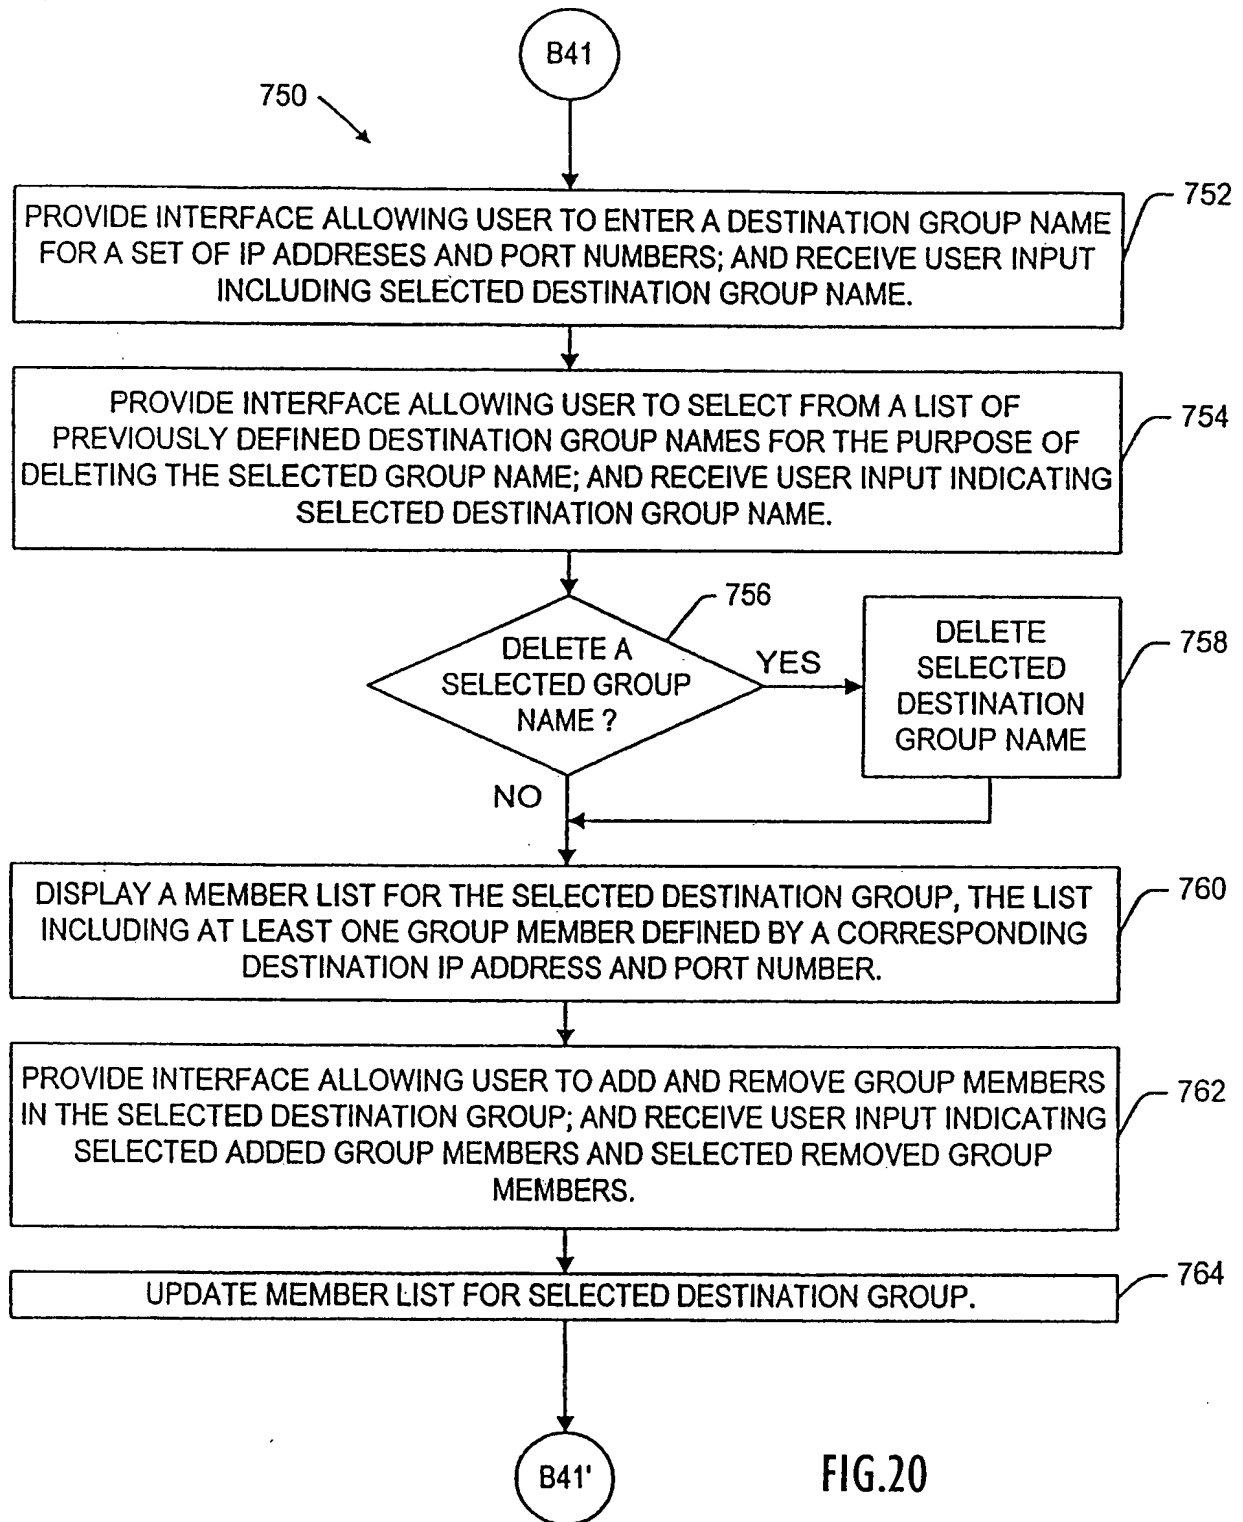 B41
750
752
PROVIDE INTERFACE ALLOWING USER TO ENTER A DESTINATION GROUP NAME
FOR A SET OF IP ADDRESES AND PORT NUMBERS; AND RECEIVE USER INPUT
INCLUDING SELECTED DESTINATION GROUP NAME.
754
PROVIDE INTERFACE ALLOWING USER TO SELECT FROM A LIST OF
PREVIOUSLY DEFINED DESTINATION GROUP NAMES FOR THE PURPOSE OF
DELETING THE SELECTED GROUP NAME; AND RECEIVE USER INPUT INDICATING
SELECTED DESTINATION GROUP NAME.
756
DELETE A
SELECTED GROUP
NAME ?
YES
758
DELETE
SELECTED
DESTINATION
GROUP NAME
NO
760
DISPLAY A MEMBER LIST FOR THE SELECTED DESTINATION GROUP, THE LIST
INCLUDING AT LEAST ONE GROUP MEMBER DEFINED BY A CORRESPONDING
DESTINATION IP ADDRESS AND PORT NUMBER.
762
PROVIDE INTERFACE ALLOWING USER TO ADD AND REMOVE GROUP MEMBERS
IN THE SELECTED DESTINATION GROUP; AND RECEIVE USER INPUT INDICATING
SELECTED ADDED GROUP MEMBERS AND SELECTED REMOVED GROUP
MEMBERS.
764
UPDATE MEMBER LIST FOR SELECTED DESTINATION GROUP.
B41'
FIG.20